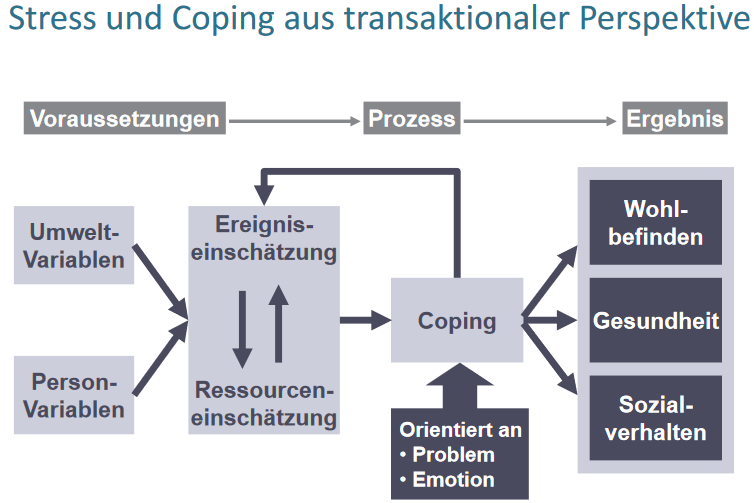 Stress und Coping aus transaktionaler Perspektive
Voraussetzungen
Prozess
Ergebnis
Umwelt-
Variablen
Person-
Variablen
Ereignis-
einschätzung
Ressourcen-
einschätzung
Coping
Orientiert an
• Problem
• Emotion
Wohl-
befinden
Gesundheit
Sozial-
verhalten